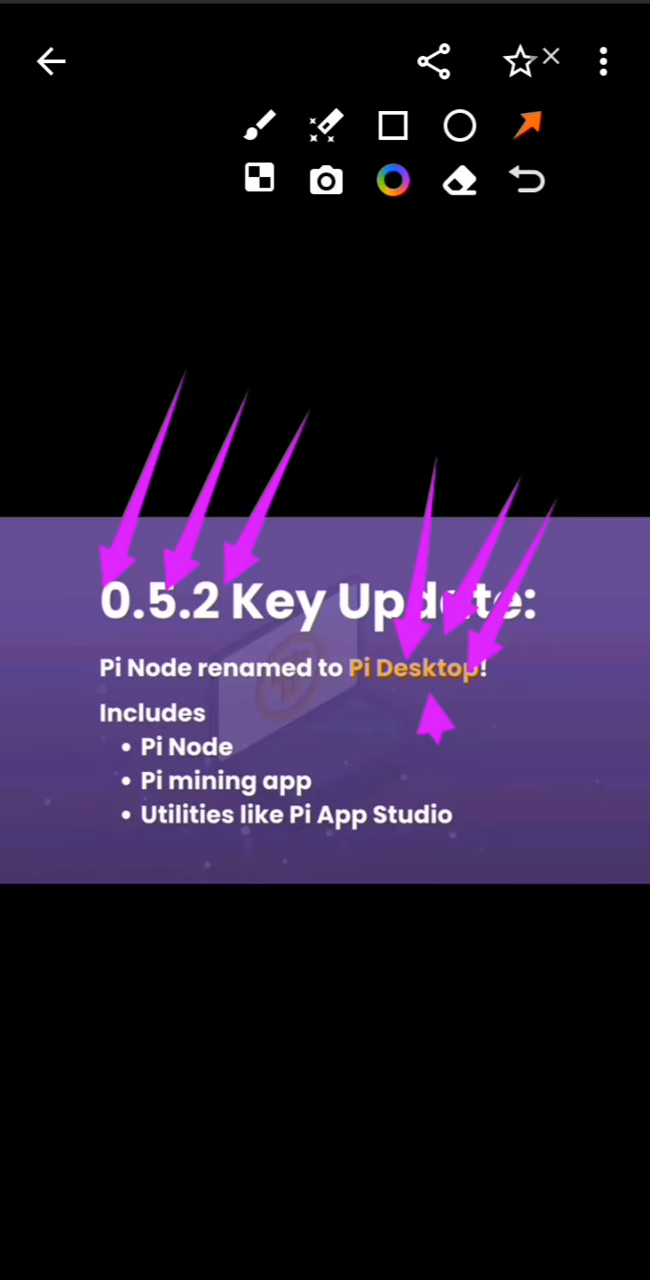 0.5.2 Key Update:
Pi Node renamed to Pi Desktop!
Includes
• Pi Node
• Pi mining app
• Utilities like Pi App Studio